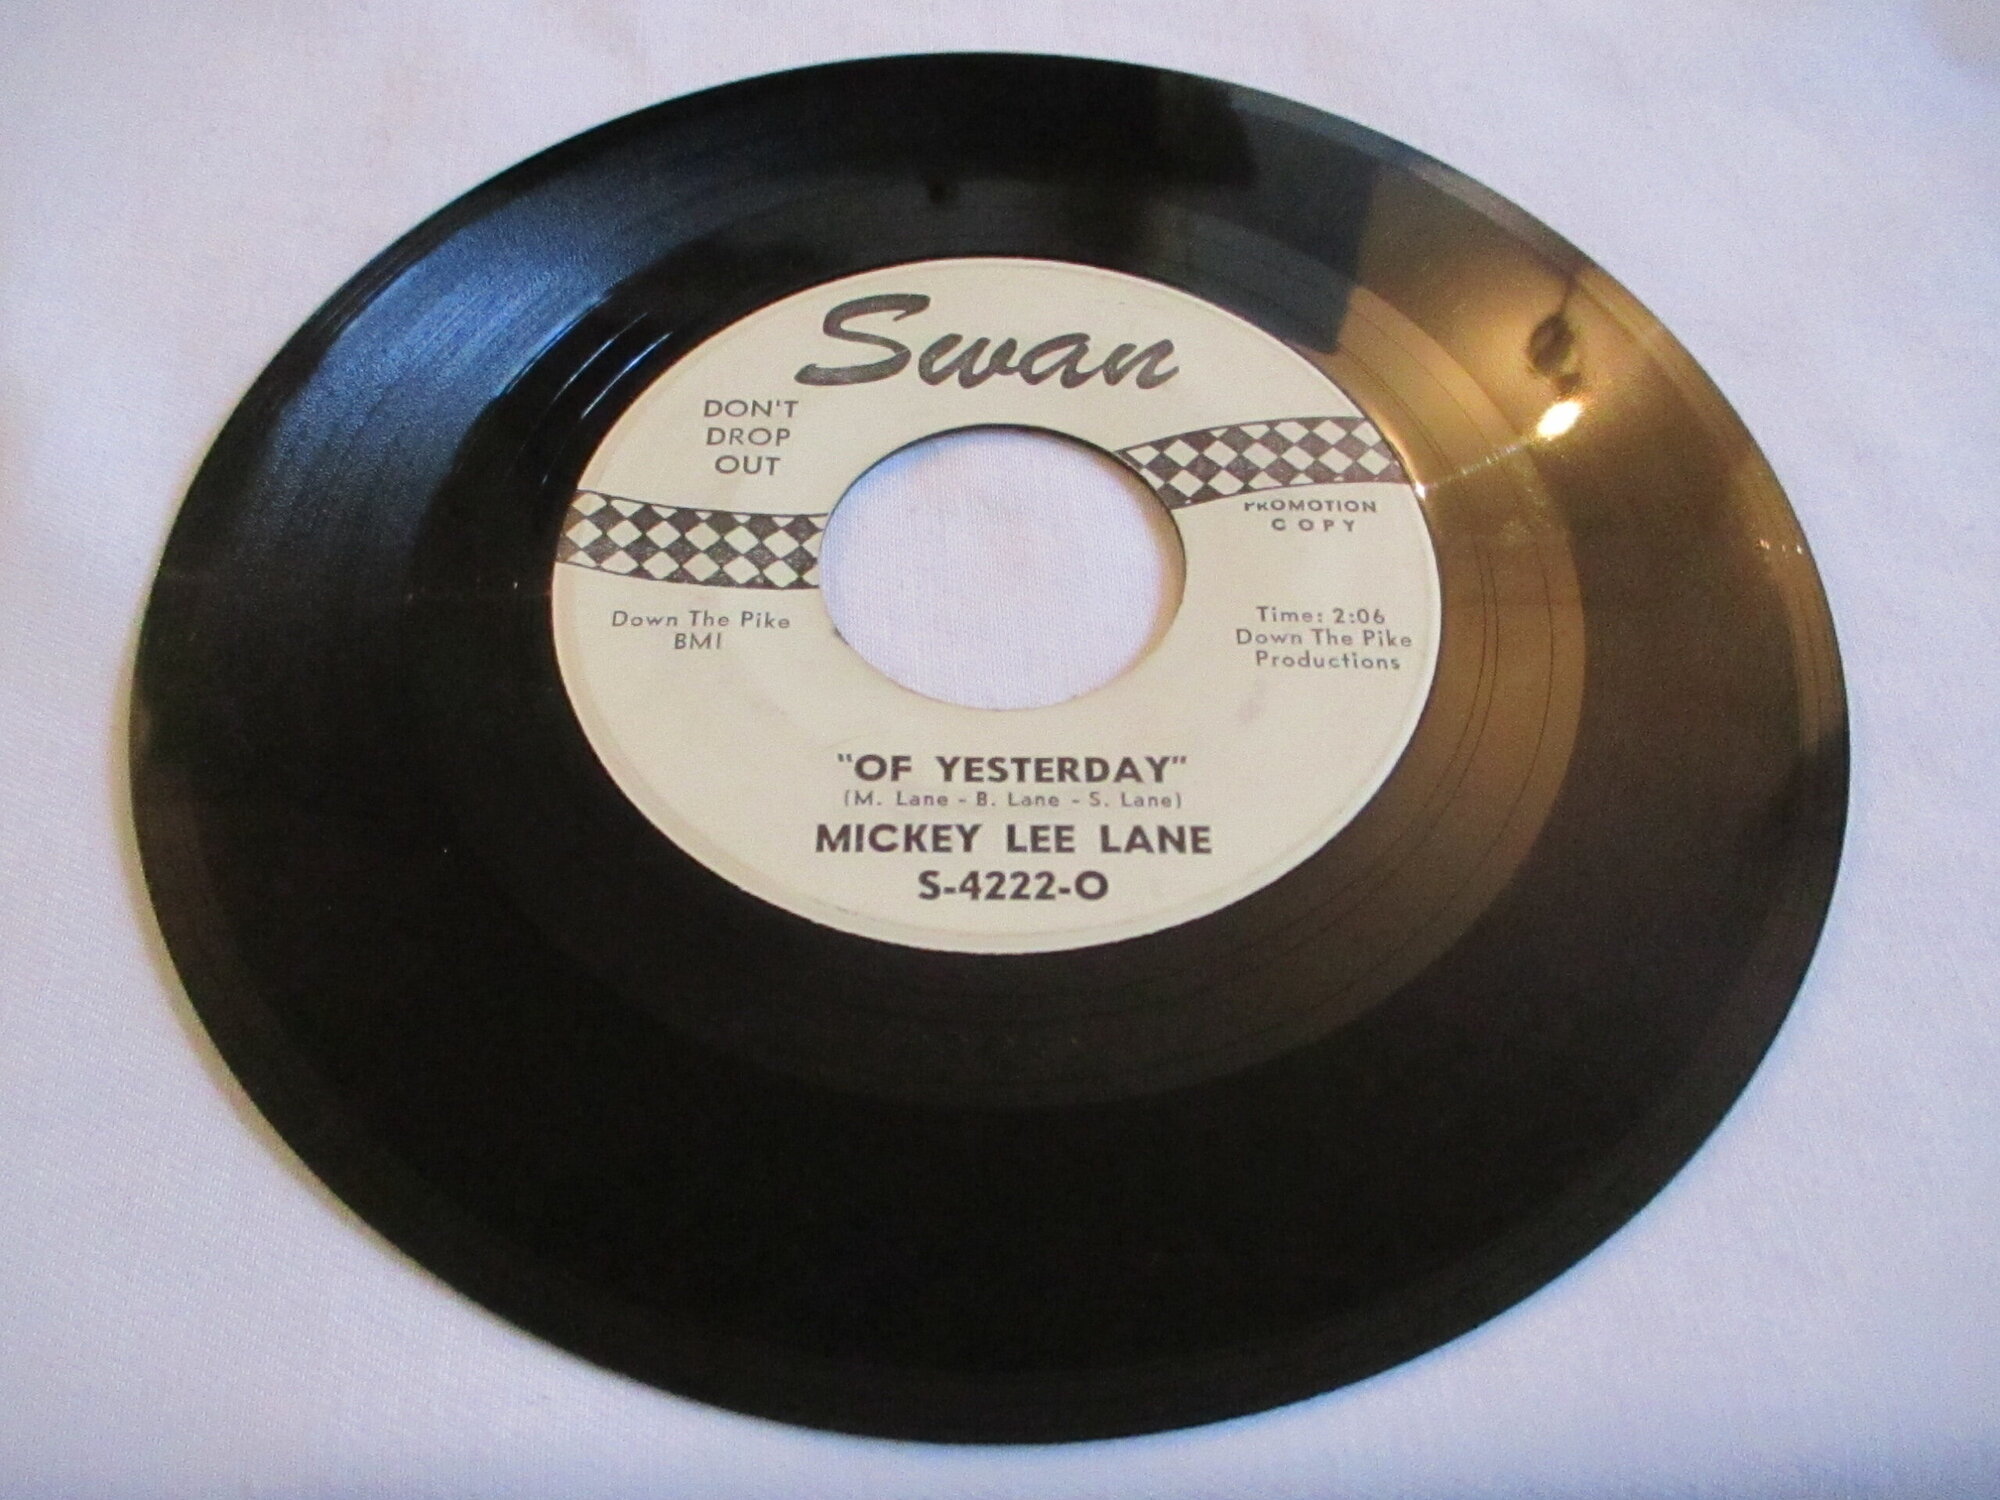 Swan
DON'T
DROP
OUT
PROMOTION
COPY
Down The Pike
BMI
Time: 2:06
Down The Pike
Productions
"OF YESTERDAY"
(M. Lane - B. Lane - S. Lane)
MICKEY LEE LANE
S-4222-O